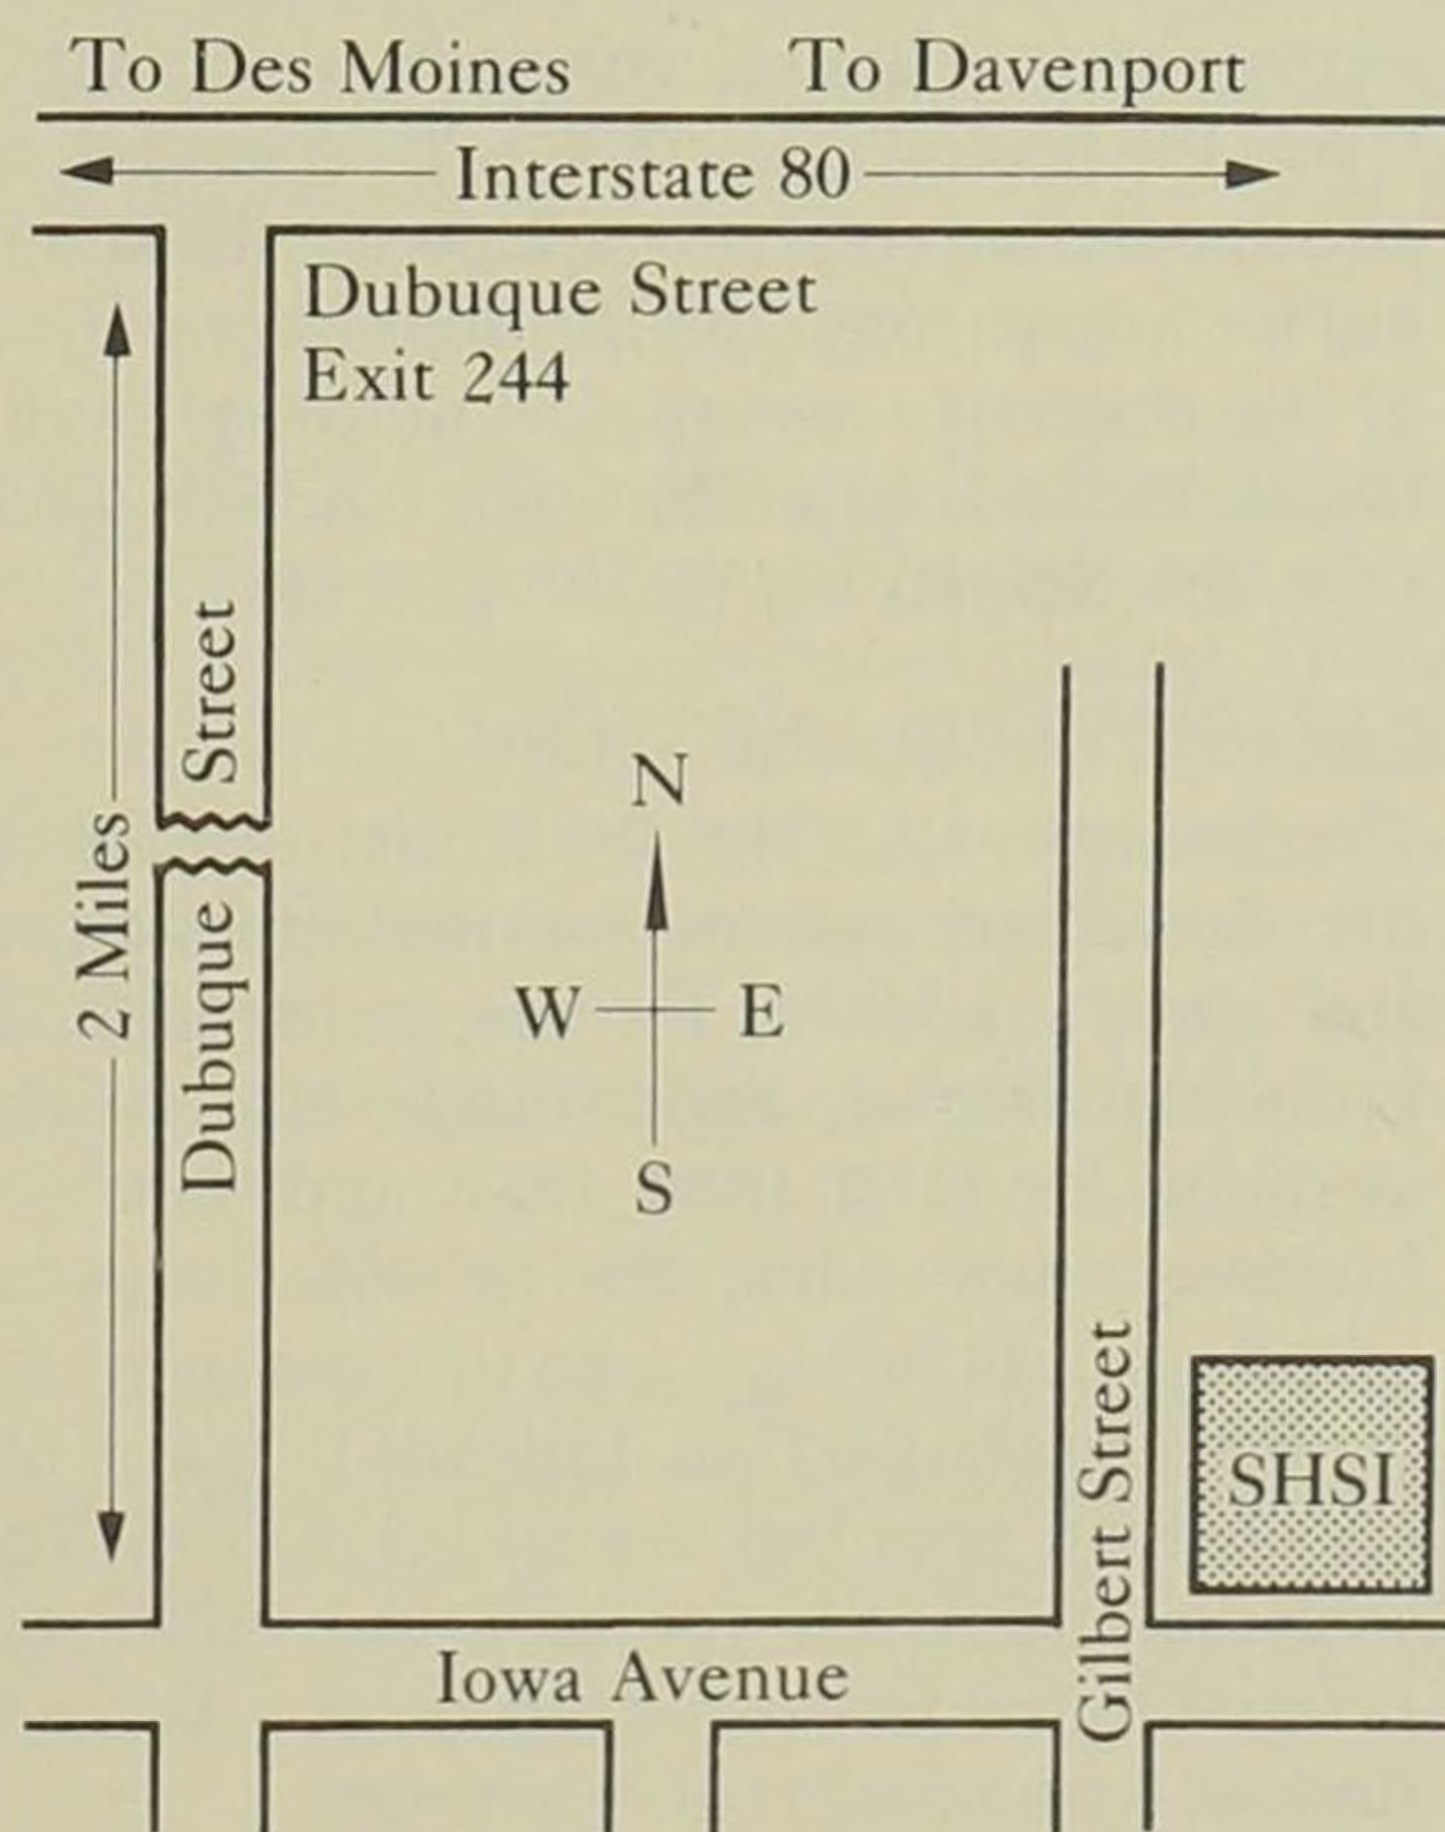 To Des Moines
To Davenport
Interstate 80
Dubuque Street
Exit 244
Dubuque Street
2 Miles
N
W
E
S
Gilbert Street
SHSI
Iowa Avenue